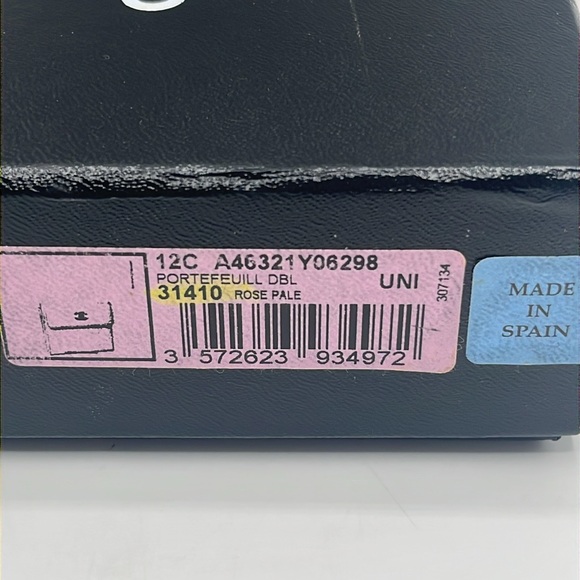 12C A46321Y06298
PORTEFEUILL DBL
UNI
31410 ROSE PALE
3 572623 934972
307134
MADE
IN
SPAIN